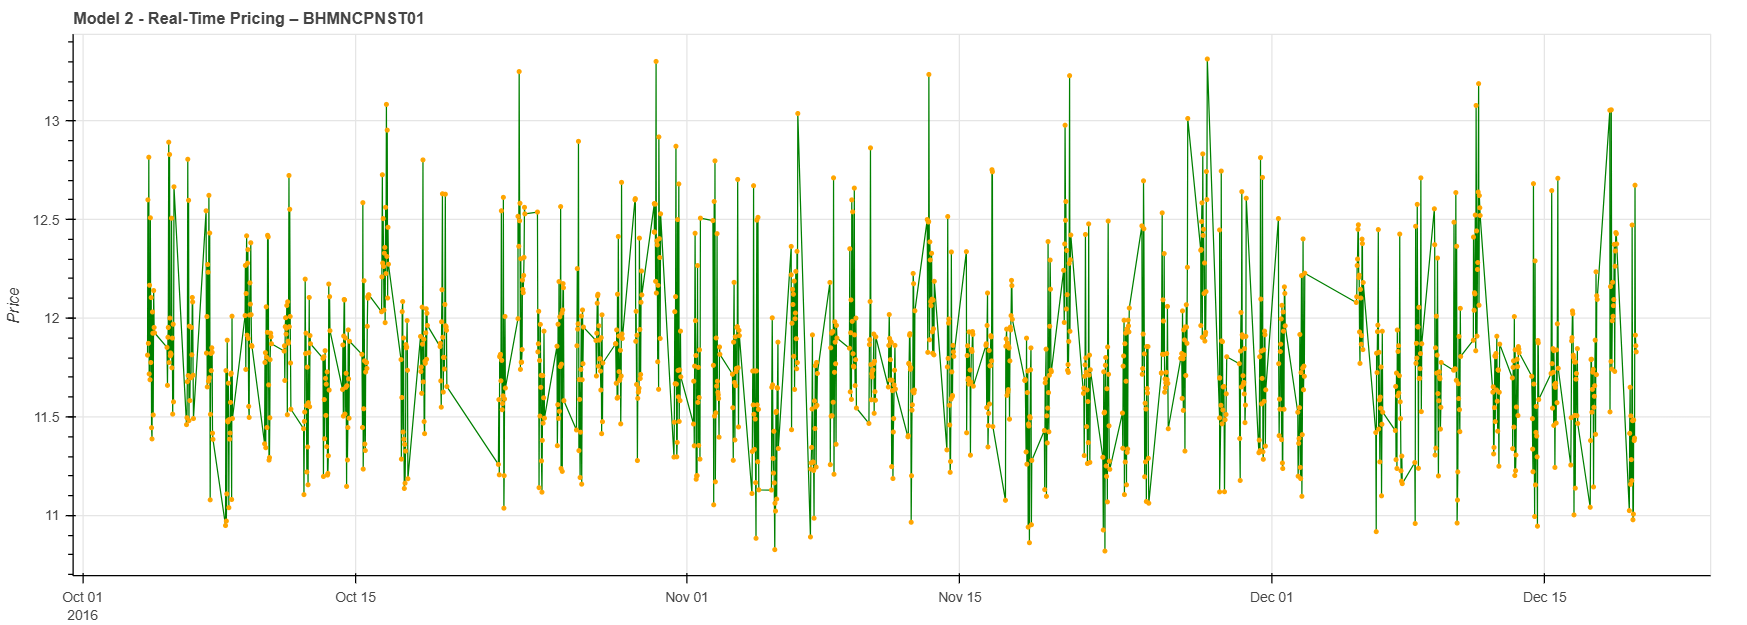 Model 2 - Real-Time Pricing – BHMNCPNST01
Price
13
12.5
12
11.5
11
Oct 01
2016
Oct 15
Nov 01
Nov 15
Dec 01
Dec 15